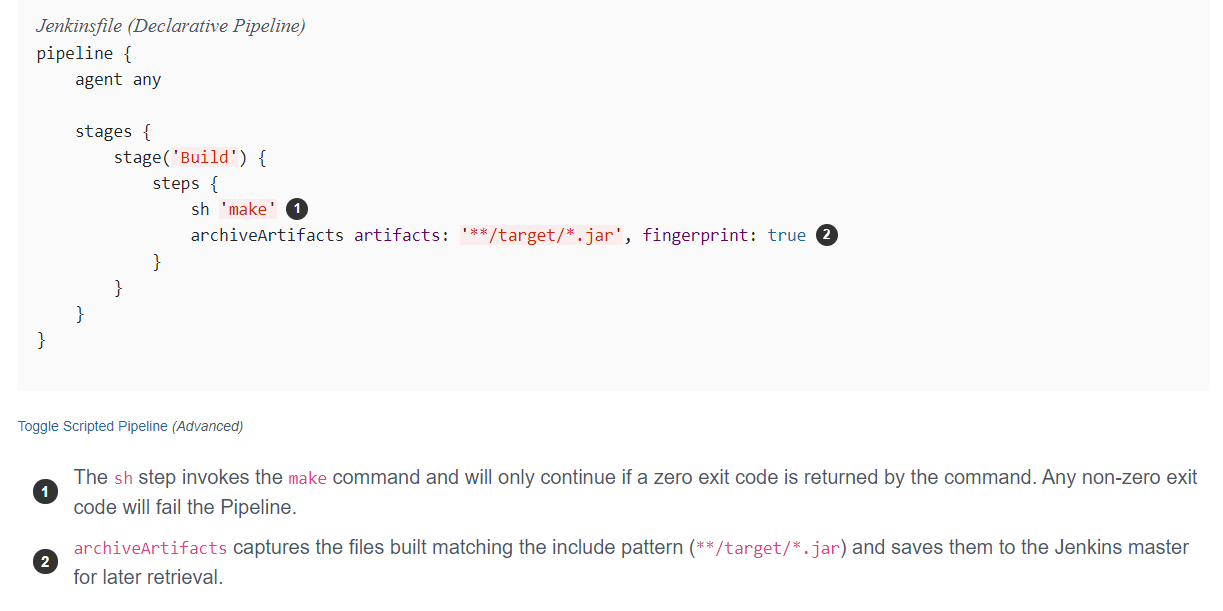 Jenkinsfile (Declarative Pipeline)
pipeline {
    agent any

    stages {
        stage('Build') {
            steps {
                sh 'make' 1
                archiveArtifacts artifacts: '**/target/*.jar', fingerprint: true 2
            }
        }
    }
}
Toggle Scripted Pipeline (Advanced)
1 The sh step invokes the make command and will only continue if a zero exit code is returned by the command. Any non-zero exit
code will fail the Pipeline.
2 archiveArtifacts captures the files built matching the include pattern (**/target/*.jar) and saves them to the Jenkins master
for later retrieval.